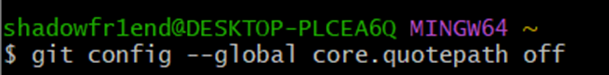 shadowfr1end@DESKTOP-PLCEA6Q MINGW64 ~
$ git config --global core.quotepath off